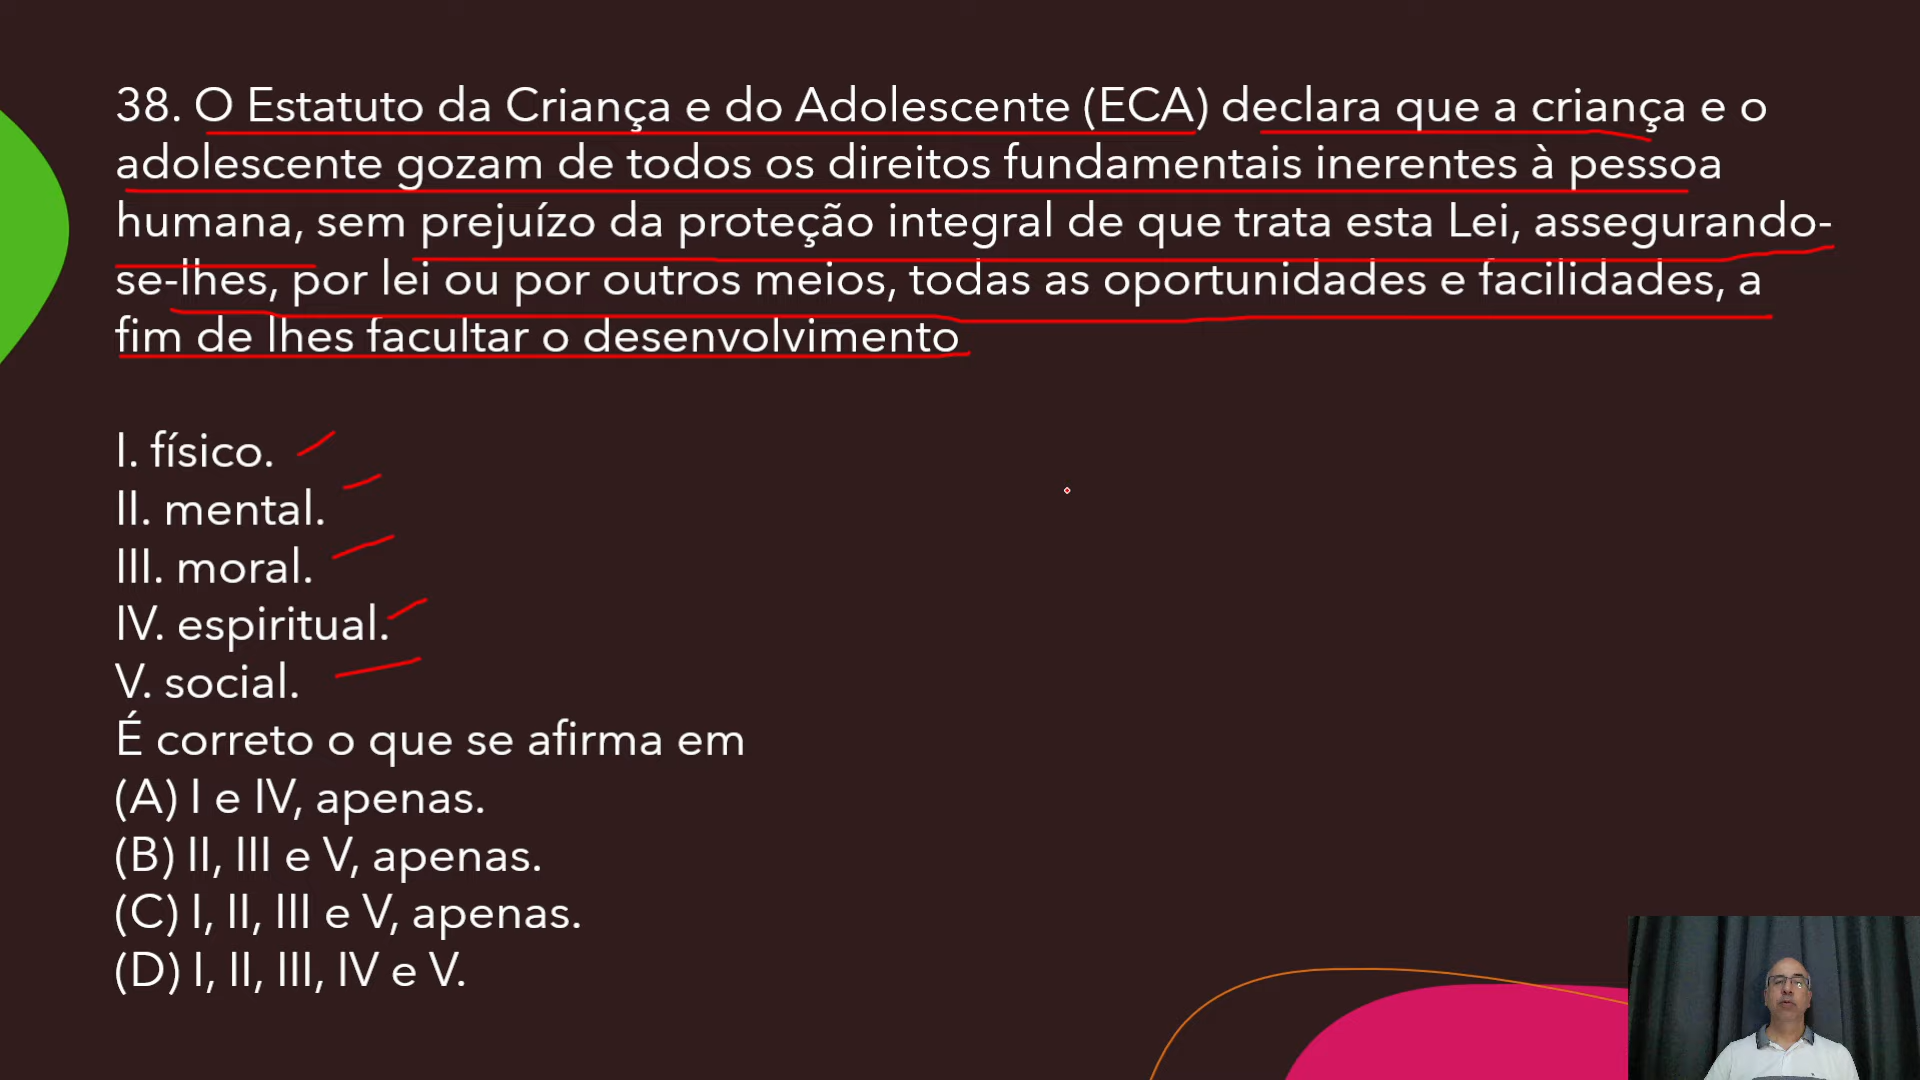 38. O Estatuto da Criança e do Adolescente (ECA) declara que a criança e o
adolescente gozam de todos os direitos fundamentais inerentes à pessoa
humana, sem prejuízo da proteção integral de que trata esta Lei, assegurando-
se-lhes, por lei ou por outros meios, todas as oportunidades e facilidades, a
fim de lhes facultar o desenvolvimento
I. físico.
II. mental.
III. moral.
IV. espiritual.
V. social.
É correto o que se afirma em
(A) I e IV, apenas.
(B) II, III e V, apenas.
(C) I, II, III e V, apenas.
(D) I, II, III, IV e V.